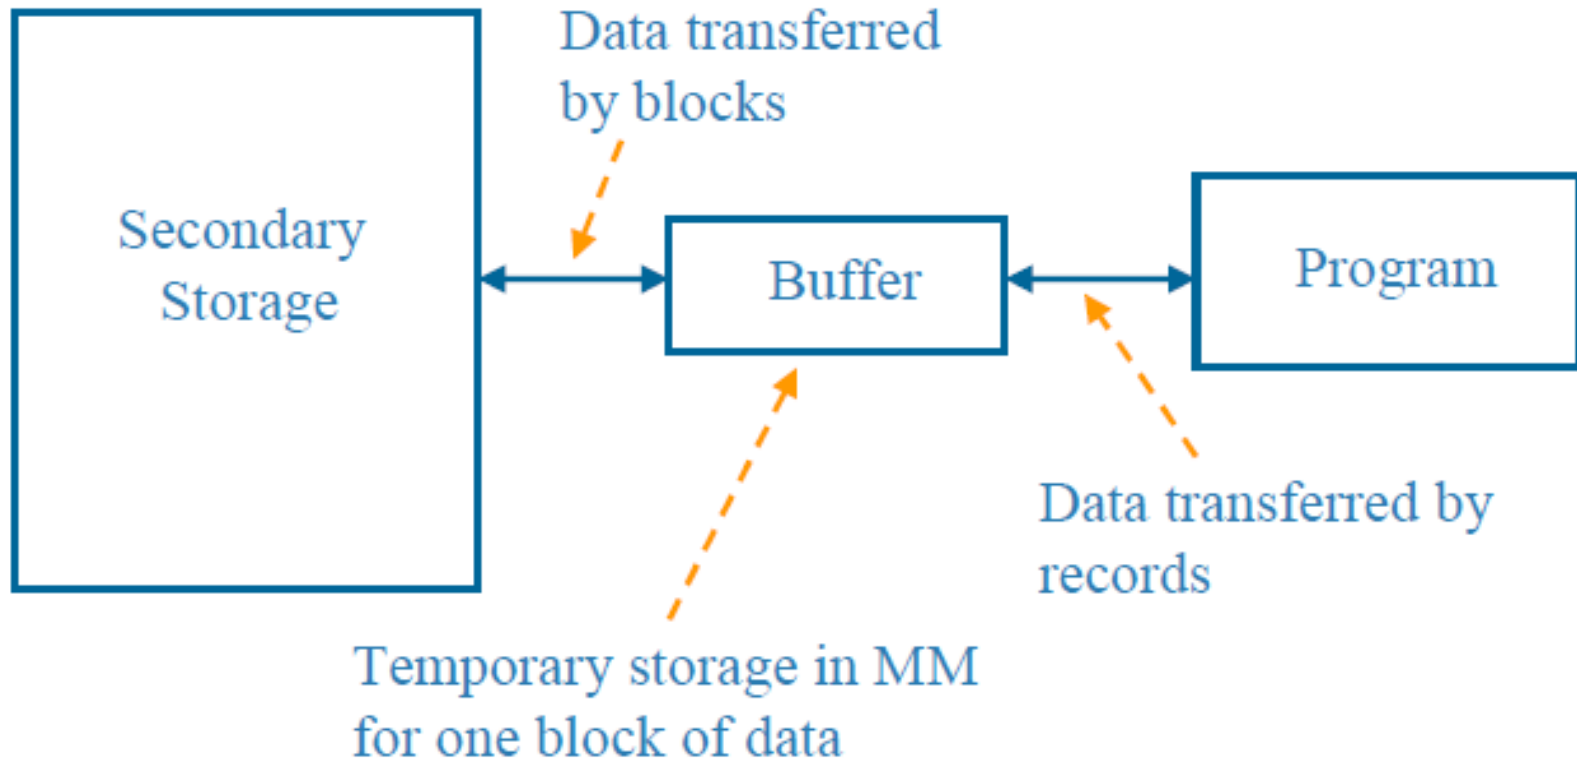 Data transferred
by blocks
Secondary
Storage
Buffer
Program
Data transferred by
records
Temporary storage in MM
for one block of data